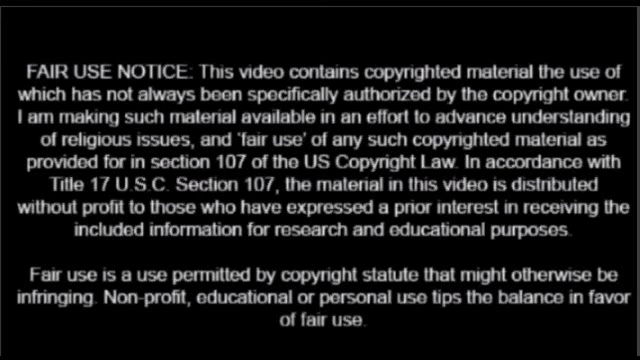 FAIR USE NOTICE: This video contains copyrighted material the use of
which has not always been specifically authorized by the copyright owner.
I am making such material available in an effort to advance understanding
of religious issues, and 'fair use' of any such copyrighted material as
provided for in section 107 of the US Copyright Law. In accordance with
Title 17 U.S.C. Section 107, the material in this video is distributed
without profit to those who have expressed a prior interest in receiving the
included information for research and educational purposes.
Fair use is a use permitted by copyright statute that might otherwise be
infringing. Non-profit, educational or personal use tips the balance in favor
of fair use.